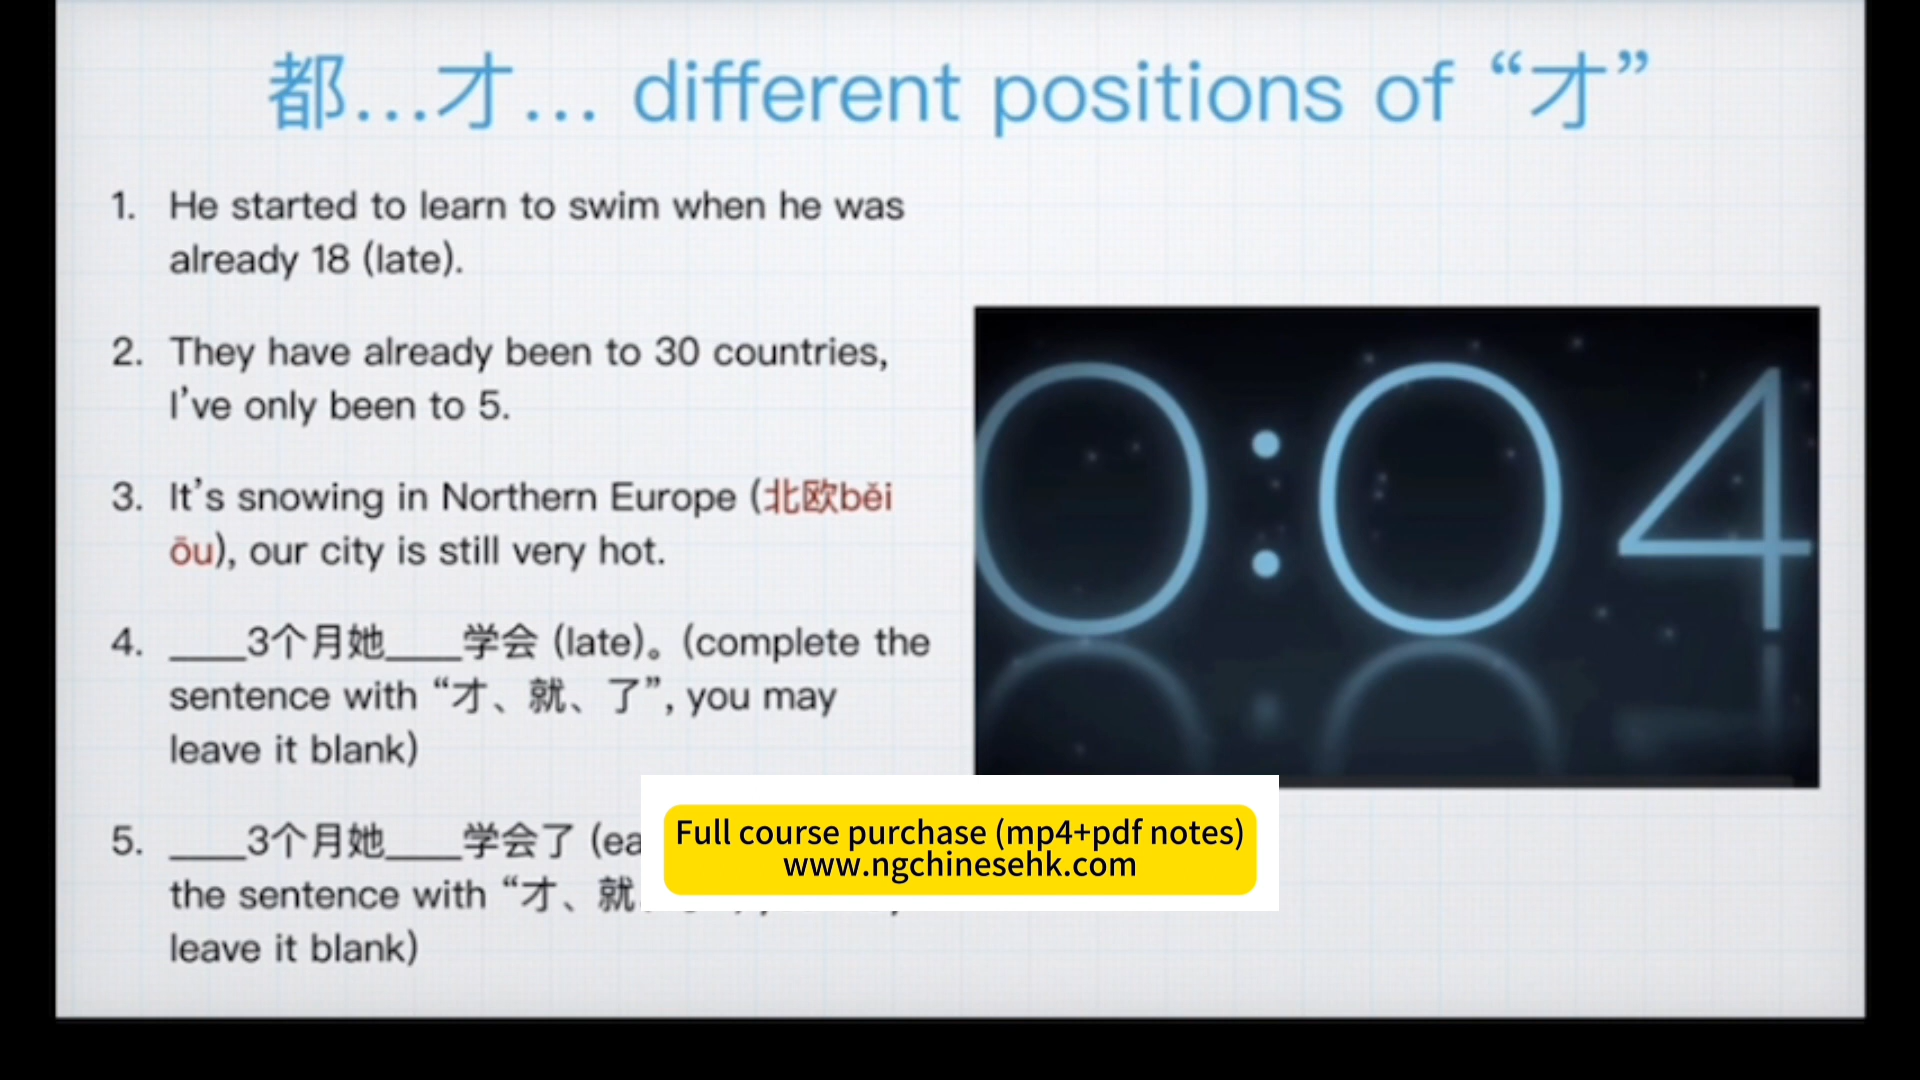 都...才... different positions of “才”
1. He started to learn to swim when he was
already 18 (late).
2. They have already been to 30 countries,
I’ve only been to 5.
3. It’s snowing in Northern Europe (北欧běi
ōu), our city is still very hot.
4. ____3个月她____学会 (late)。(complete the
sentence with “才、就、了”, you may
leave it blank)
5. ____3个月她____学会了
the sentence with “才、就
leave it blank)
0:04
Full course purchase (mp4+pdf notes)
www.ngchinesehk.com